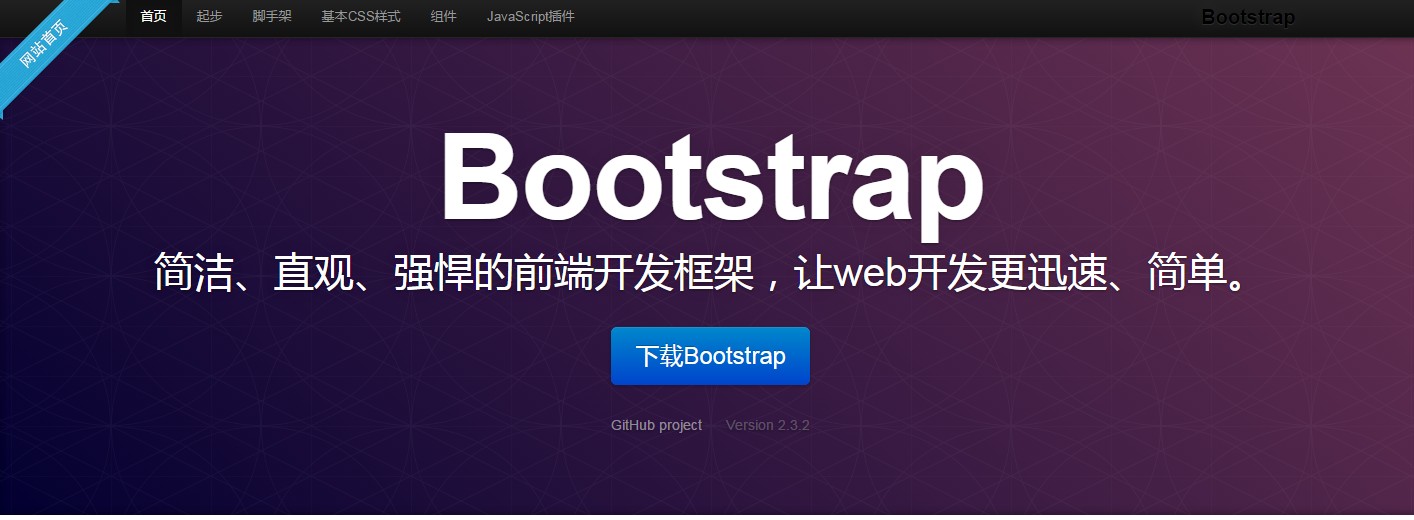 网站首页
首页 起步 脚手架 基本CSS样式 组件 JavaScript插件 Bootstrap
Bootstrap
简洁、直观、强悍的前端开发框架，让web开发更迅速、简单。
下载Bootstrap
GitHub project Version 2.3.2